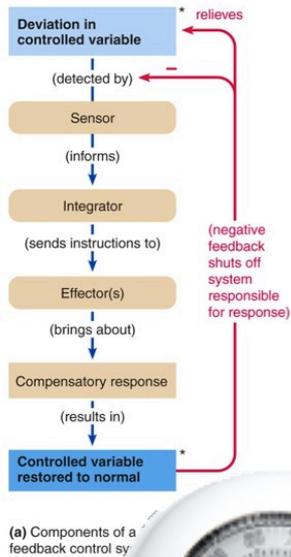 Deviation in
controlled variable
*
relieves
–
(detected by)
Sensor
(informs)
Integrator
(sends instructions to)
Effector(s)
(brings about)
Compensatory response
(results in)
Controlled variable
restored to normal
*
(negative
feedback
shuts off
system
responsible
for response)
(a) Components of a
feedback control